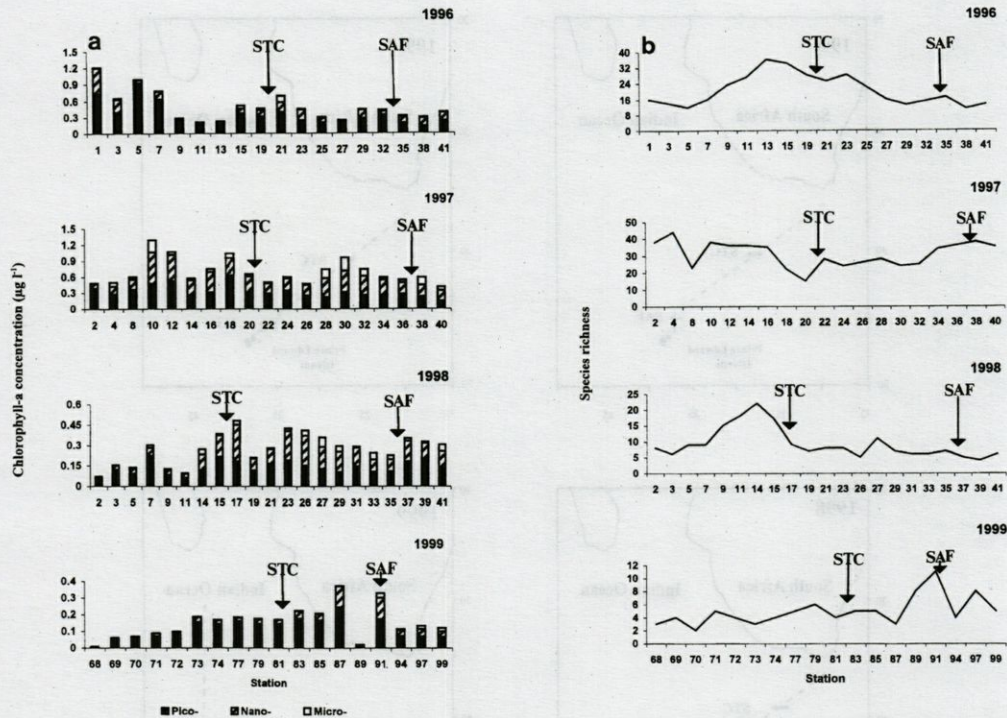 1996
a
STC
SAF
1.5
1.2
0.9
0.6
0.3
0
1 3 5 7 9 11 13 15 19 21 23 25 27 29 32 35 38 41
1997
STC
SAF
1.5
1.2
0.9
0.6
0.3
0
2 4 8 10 12 14 16 18 20 22 24 26 28 30 32 34 36 38 40
1998
STC
SAF
0.6
0.45
0.3
0.15
0
2 3 5 7 9 11 14 15 17 19 21 23 26 27 29 31 33 35 37 39 41
1999
STC
SAF
0.4
0.3
0.2
0.1
0
68 69 70 71 72 73 74 77 79 81 83 85 87 89 91 94 97 99
Station
Chlorophyll-a concentration (µg l⁻¹)
Pico- Nano- Micro-
1996
b
STC
SAF
40
32
24
16
8
0
1 3 5 7 9 11 13 15 19 21 23 25 27 29 32 35 38 41
1997
STC
SAF
50
40
30
20
10
0
2 4 8 10 12 14 16 18 20 22 24 26 28 30 32 34 36 38 40
1998
STC
SAF
25
20
15
10
5
0
2 3 5 7 9 11 14 15 17 19 21 23 26 27 29 31 33 35 37 39 41
1999
STC
SAF
12
10
8
6
4
2
0
68 69 70 71 72 73 74 77 79 81 83 85 87 89 91 94 97 99
Station
Species richness